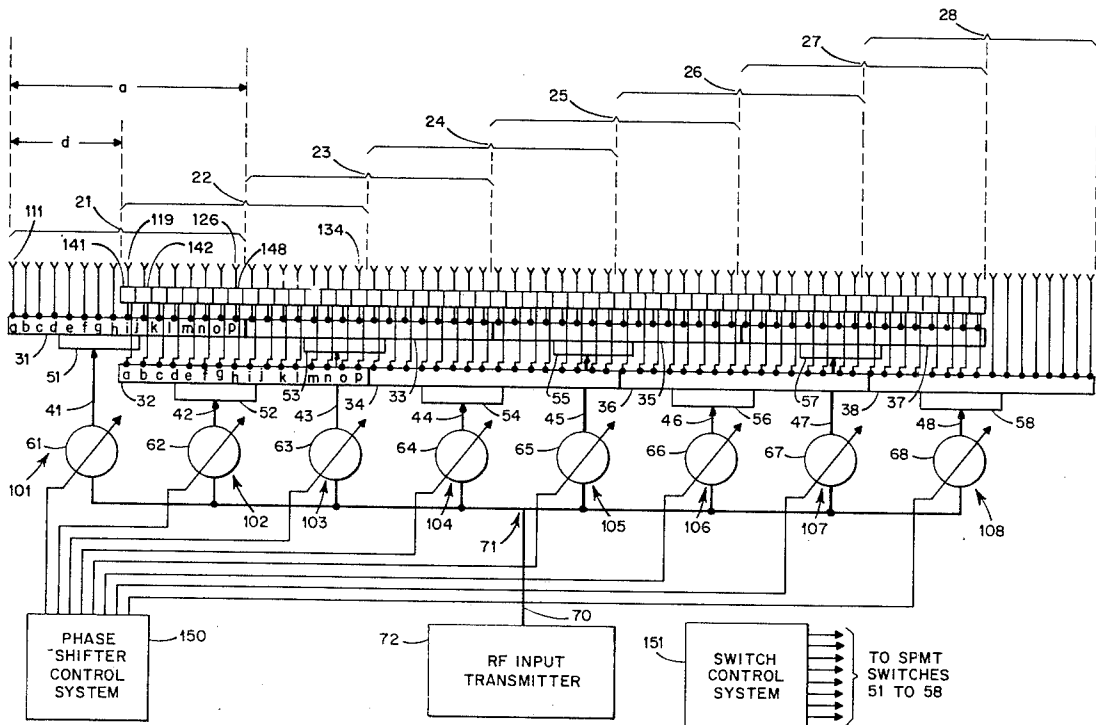 28
27
a
26
25
d
24
23
22
21 119 126 134
111 141 142 148
a b c d e f g h i j k l m n o p
31 51 53 33 55 35 57 37
a b c d e f g h i j k l m n o p
41 32 42 52 43 34 44 54 45 36 46 56 47 38 48 58
61 62 63 64 65 66 67 68
101 102 103 104 105 106 107 108
71
70
PHASE SHIFTER CONTROL SYSTEM
150
72
RF INPUT TRANSMITTER
151
SWITCH CONTROL SYSTEM
TO SPMT SWITCHES 51 TO 58